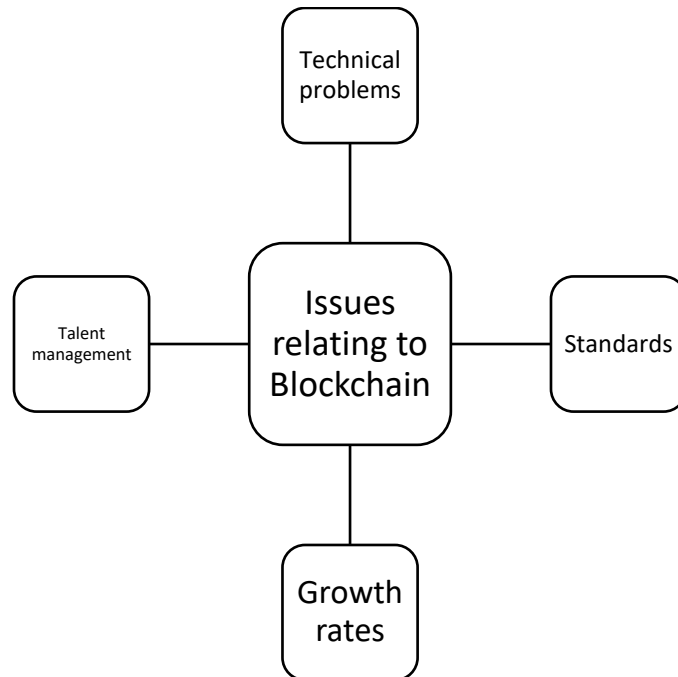 Technical
problems
Issues
relating to
Blockchain
Talent
management
Standards
Growth
rates